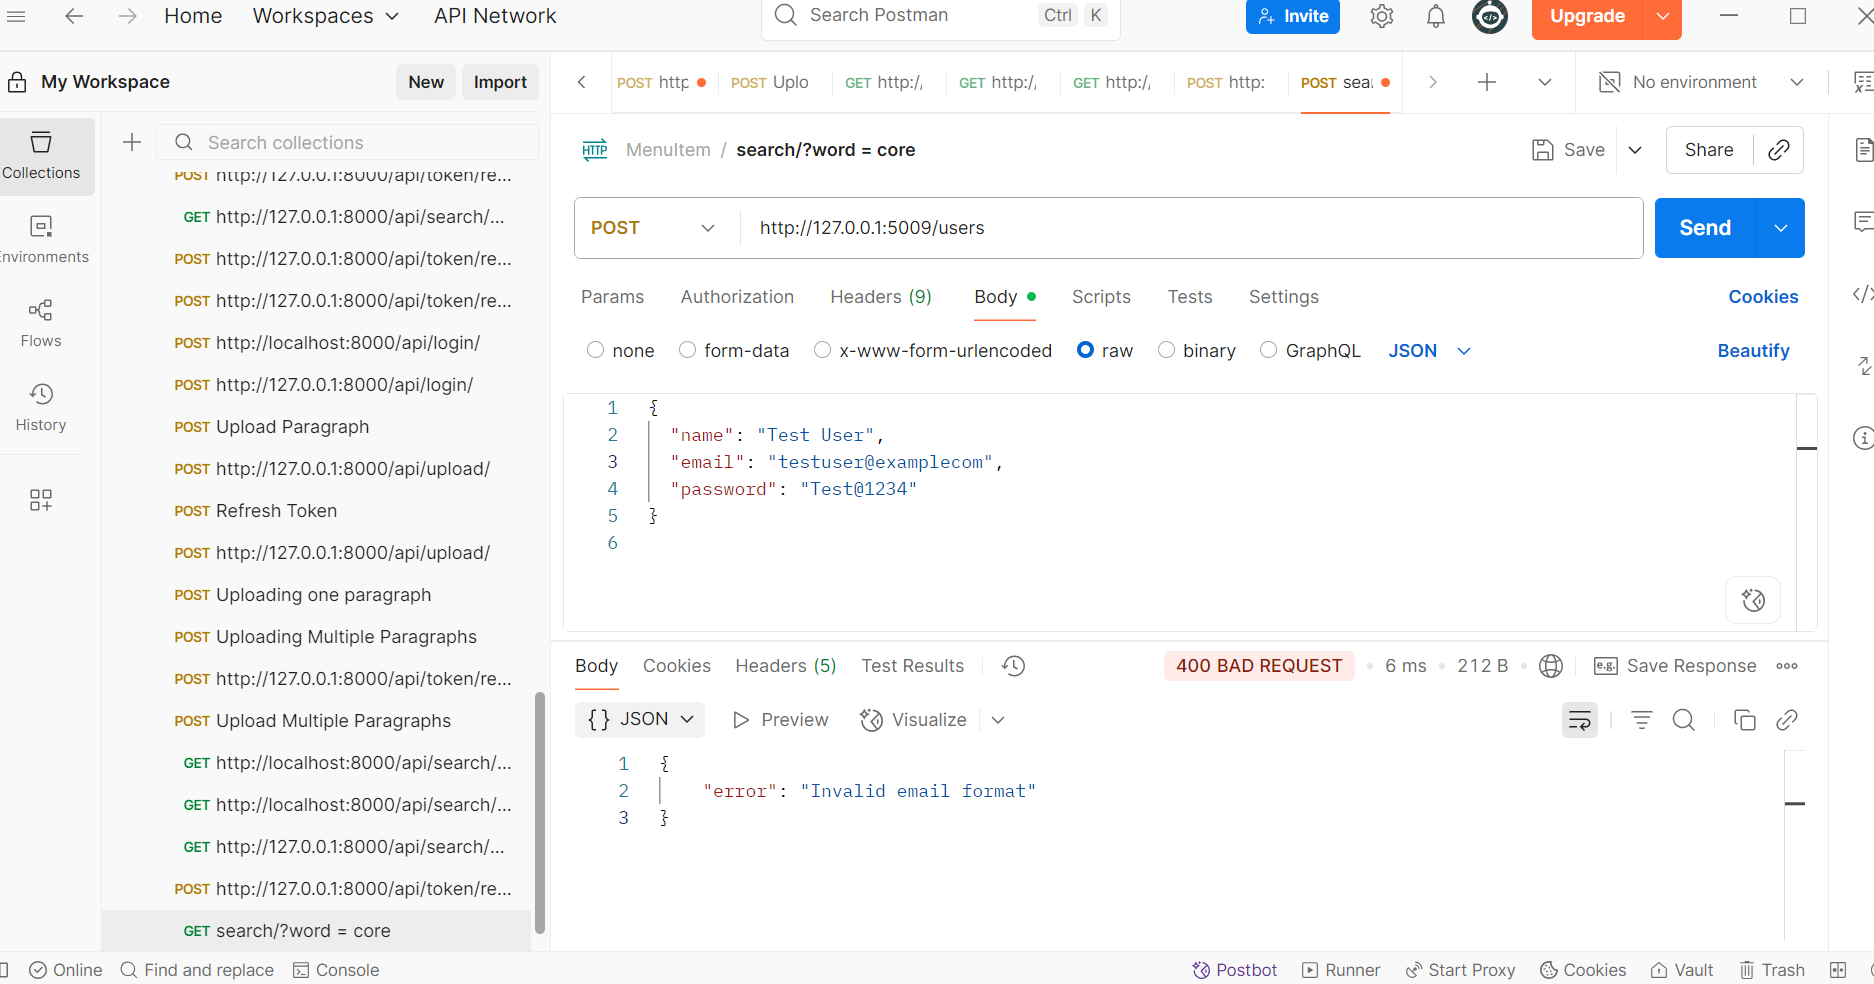 Home Workspaces API Network Search Postman Ctrl K Invite Upgrade
My Workspace New Import
POST http POST Uplo GET http:/, GET http:/, GET http:/, POST http: POST sea No environment
Search collections
MenuItem / search/?word = core Save Share
Collections
Environments
Flows
History
POST http://127.0.0.1:8000/api/token/re...
GET http://127.0.0.1:8000/api/search/...
POST http://127.0.0.1:8000/api/token/re...
POST http://127.0.0.1:8000/api/token/re...
POST http://localhost:8000/api/login/
POST http://127.0.0.1:8000/api/login/
POST Upload Paragraph
POST http://127.0.0.1:8000/api/upload/
POST Refresh Token
POST http://127.0.0.1:8000/api/upload/
POST Uploading one paragraph
POST Uploading Multiple Paragraphs
POST http://127.0.0.1:8000/api/token/re...
POST Upload Multiple Paragraphs
GET http://localhost:8000/api/search/...
GET http://localhost:8000/api/search/...
GET http://127.0.0.1:8000/api/search/...
POST http://127.0.0.1:8000/api/token/re...
GET search/?word = core
POST http://127.0.0.1:5009/users Send
Params Authorization Headers (9) Body Scripts Tests Settings Cookies
none form-data x-www-form-urlencoded raw binary GraphQL JSON Beautify
1 {
2 "name": "Test User",
3 "email": "testuser@examplecom",
4 "password": "Test@1234"
5 }
6
Body Cookies Headers (5) Test Results 400 BAD REQUEST 6 ms 212 B e.g. Save Response
{} JSON Preview Visualize
1 {
2 "error": "Invalid email format"
3 }
Online Find and replace Console Postbot Runner Start Proxy Cookies Vault Trash